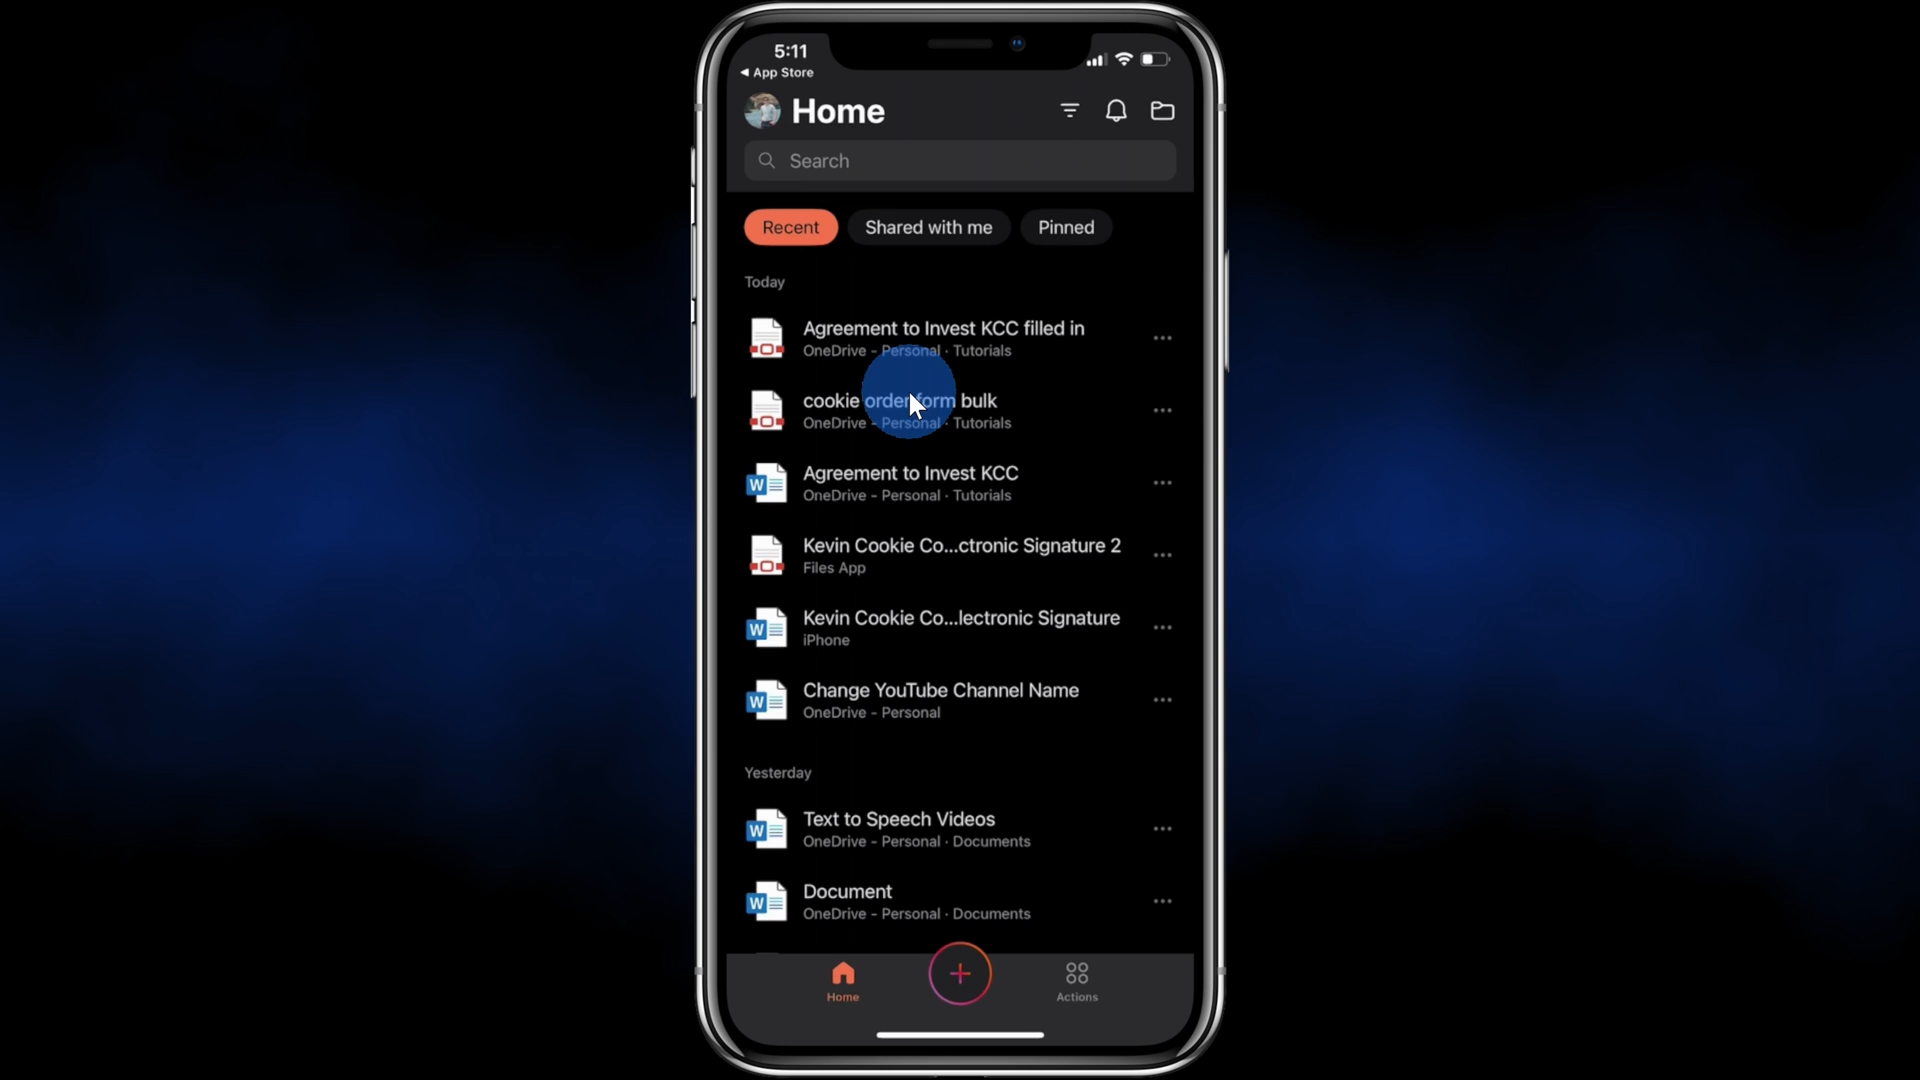 5:11
◀ App Store
Home
Search
Recent
Shared with me
Pinned
Today
Agreement to Invest KCC filled in
OneDrive - Personal · Tutorials
cookie order form bulk
OneDrive - Personal · Tutorials
W
Agreement to Invest KCC
OneDrive - Personal · Tutorials
Kevin Cookie Co...ctronic Signature 2
Files App
W
Kevin Cookie Co...lectronic Signature
iPhone
W
Change YouTube Channel Name
OneDrive - Personal
Yesterday
W
Text to Speech Videos
OneDrive - Personal · Documents
W
Document
OneDrive - Personal · Documents
Home
Actions